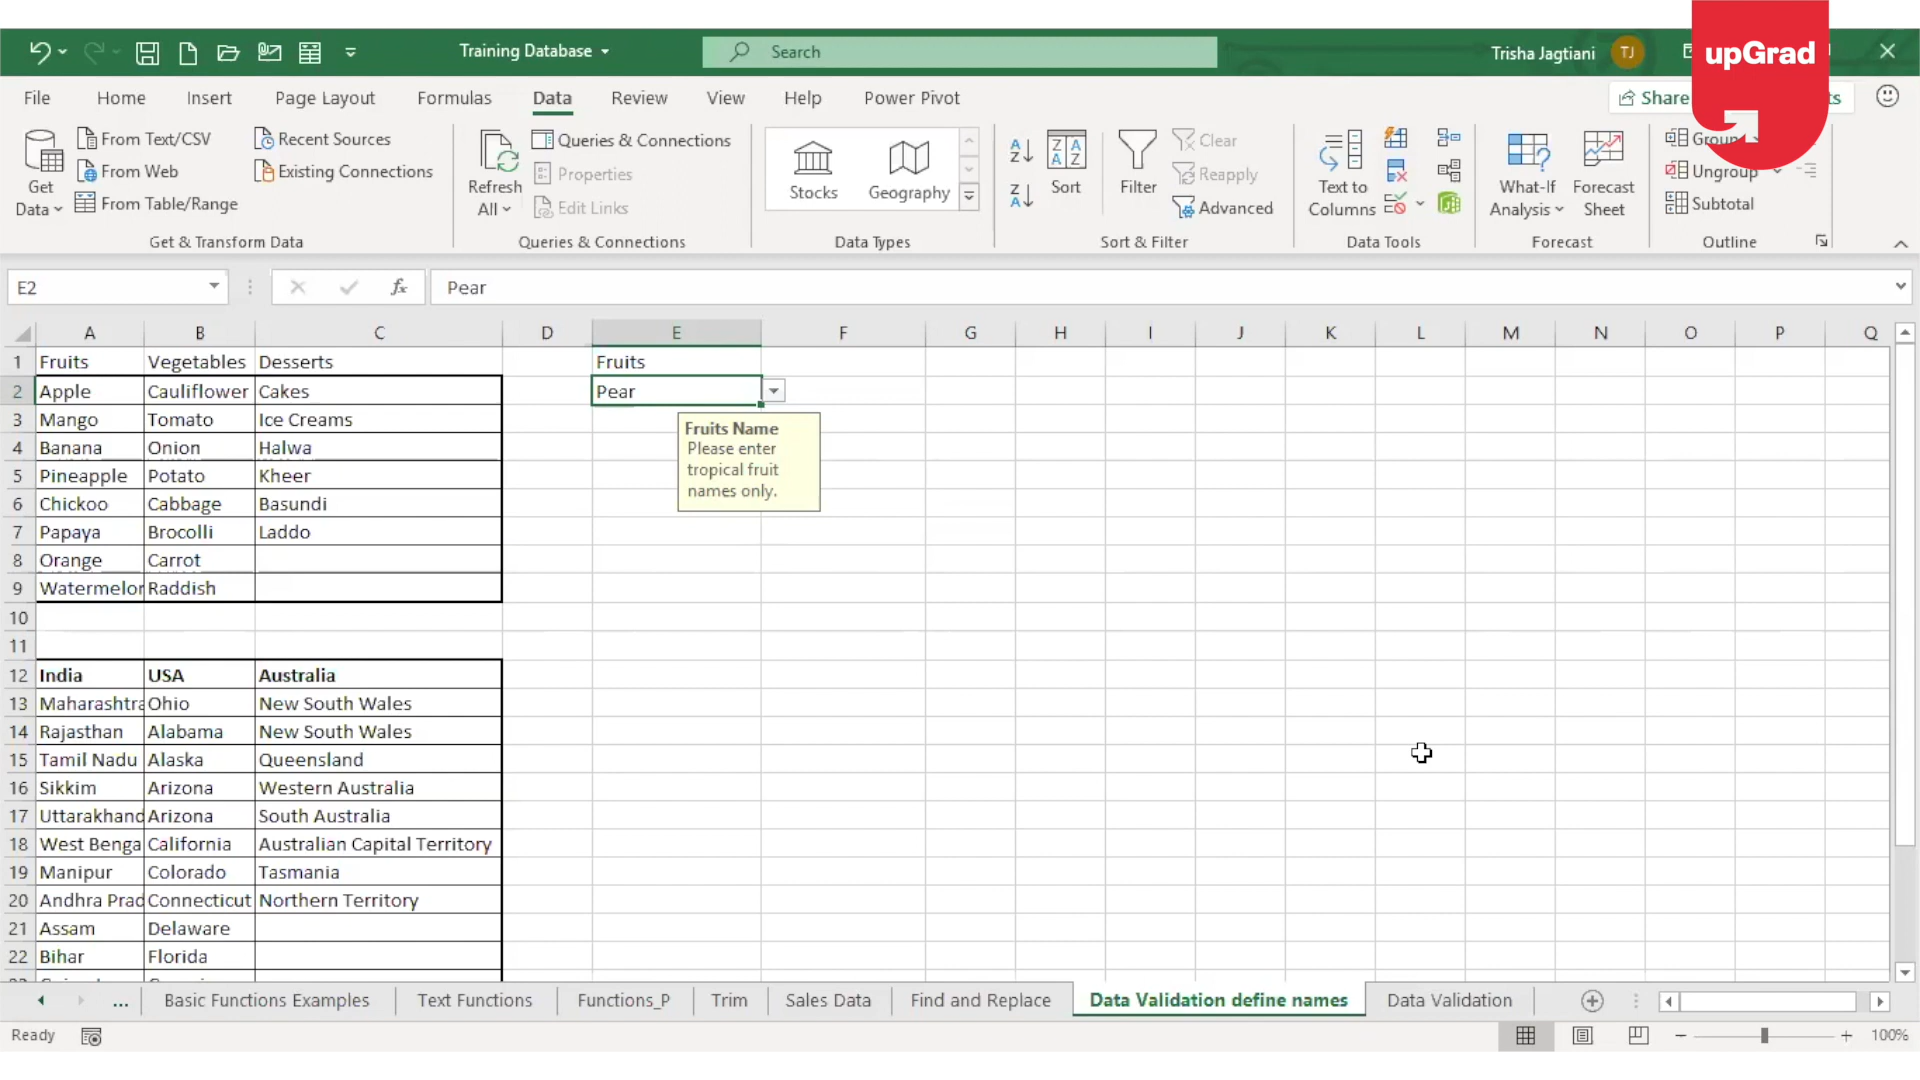 Training Database
Search
Trisha Jagtiani
TJ
upGrad
File Home Insert Page Layout Formulas Data Review View Help Power Pivot
Share
Get Data
From Text/CSV
From Web
From Table/Range
Recent Sources
Existing Connections
Get & Transform Data
Refresh All
Queries & Connections
Properties
Edit Links
Queries & Connections
Stocks
Geography
Data Types
Sort
Filter
Clear
Reapply
Advanced
Sort & Filter
Text to Columns
Data Tools
What-If Analysis
Forecast Sheet
Forecast
Ungroup
Subtotal
Outline
E2 fx Pear
A B C D E F G H I J K L M N O P Q
1 Fruits Vegetables Desserts Fruits
2 Apple Cauliflower Cakes Pear
3 Mango Tomato Ice Creams
4 Banana Onion Halwa
5 Pineapple Potato Kheer
6 Chickoo Cabbage Basundi
7 Papaya Brocolli Laddo
8 Orange Carrot
9 Watermelor Raddish
Fruits Name
Please enter
tropical fruit
names only.
10
11
12 India USA Australia
13 Maharashtra Ohio New South Wales
14 Rajasthan Alabama New South Wales
15 Tamil Nadu Alaska Queensland
16 Sikkim Arizona Western Australia
17 Uttarakhand Arizona South Australia
18 West Benga California Australian Capital Territory
19 Manipur Colorado Tasmania
20 Andhra Prad Connecticut Northern Territory
21 Assam Delaware
22 Bihar Florida
... Basic Functions Examples Text Functions Functions_P Trim Sales Data Find and Replace Data Validation define names Data Validation
Ready
100%